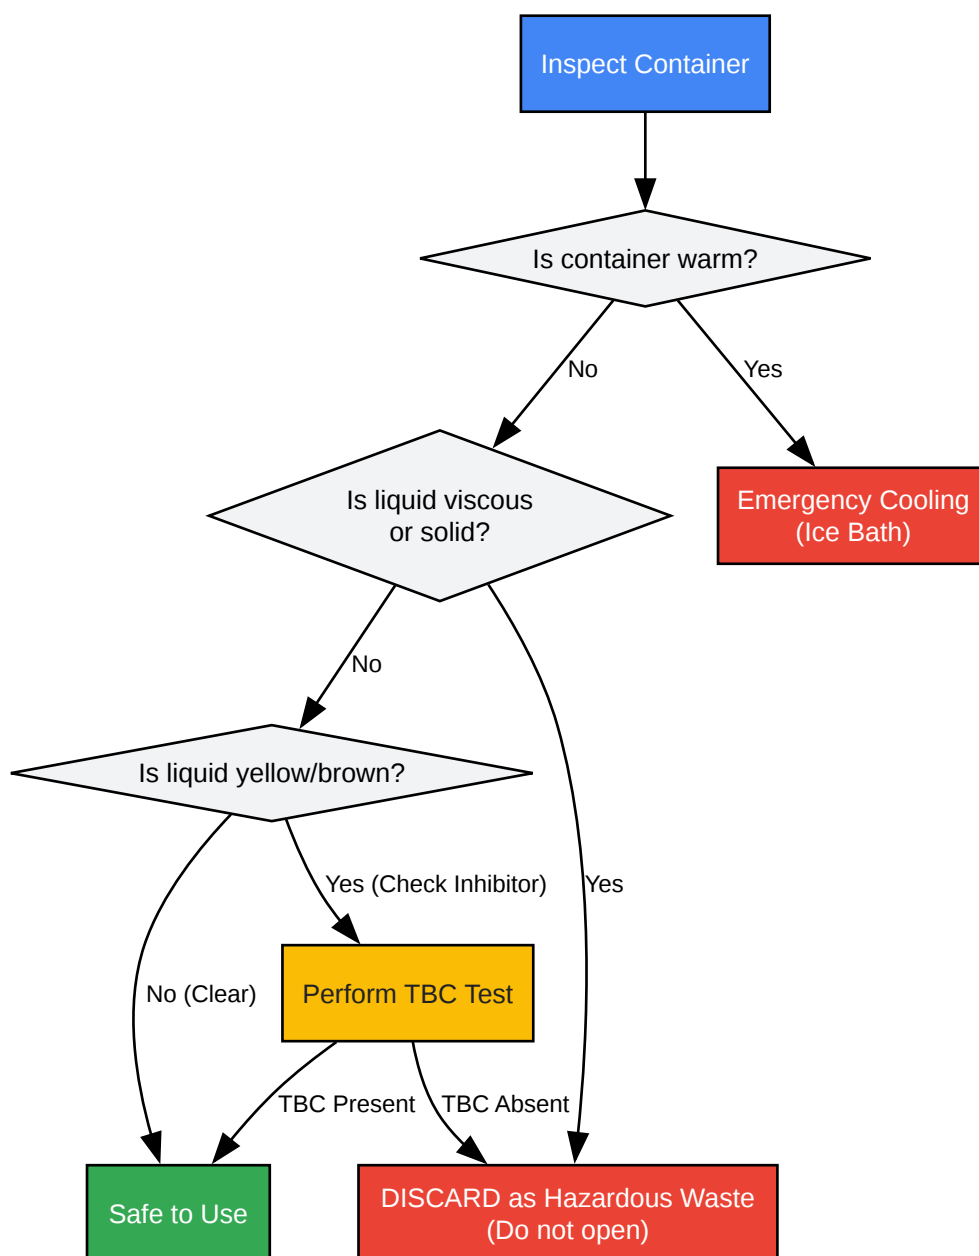 Inspect Container
Is container warm?
No
Yes
Is liquid viscous
or solid?
Emergency Cooling
(Ice Bath)
No
Is liquid yellow/brown?
Yes (Check Inhibitor)
Yes
Perform TBC Test
No (Clear)
TBC Present
TBC Absent
Safe to Use
DISCARD as Hazardous Waste
(Do not open)